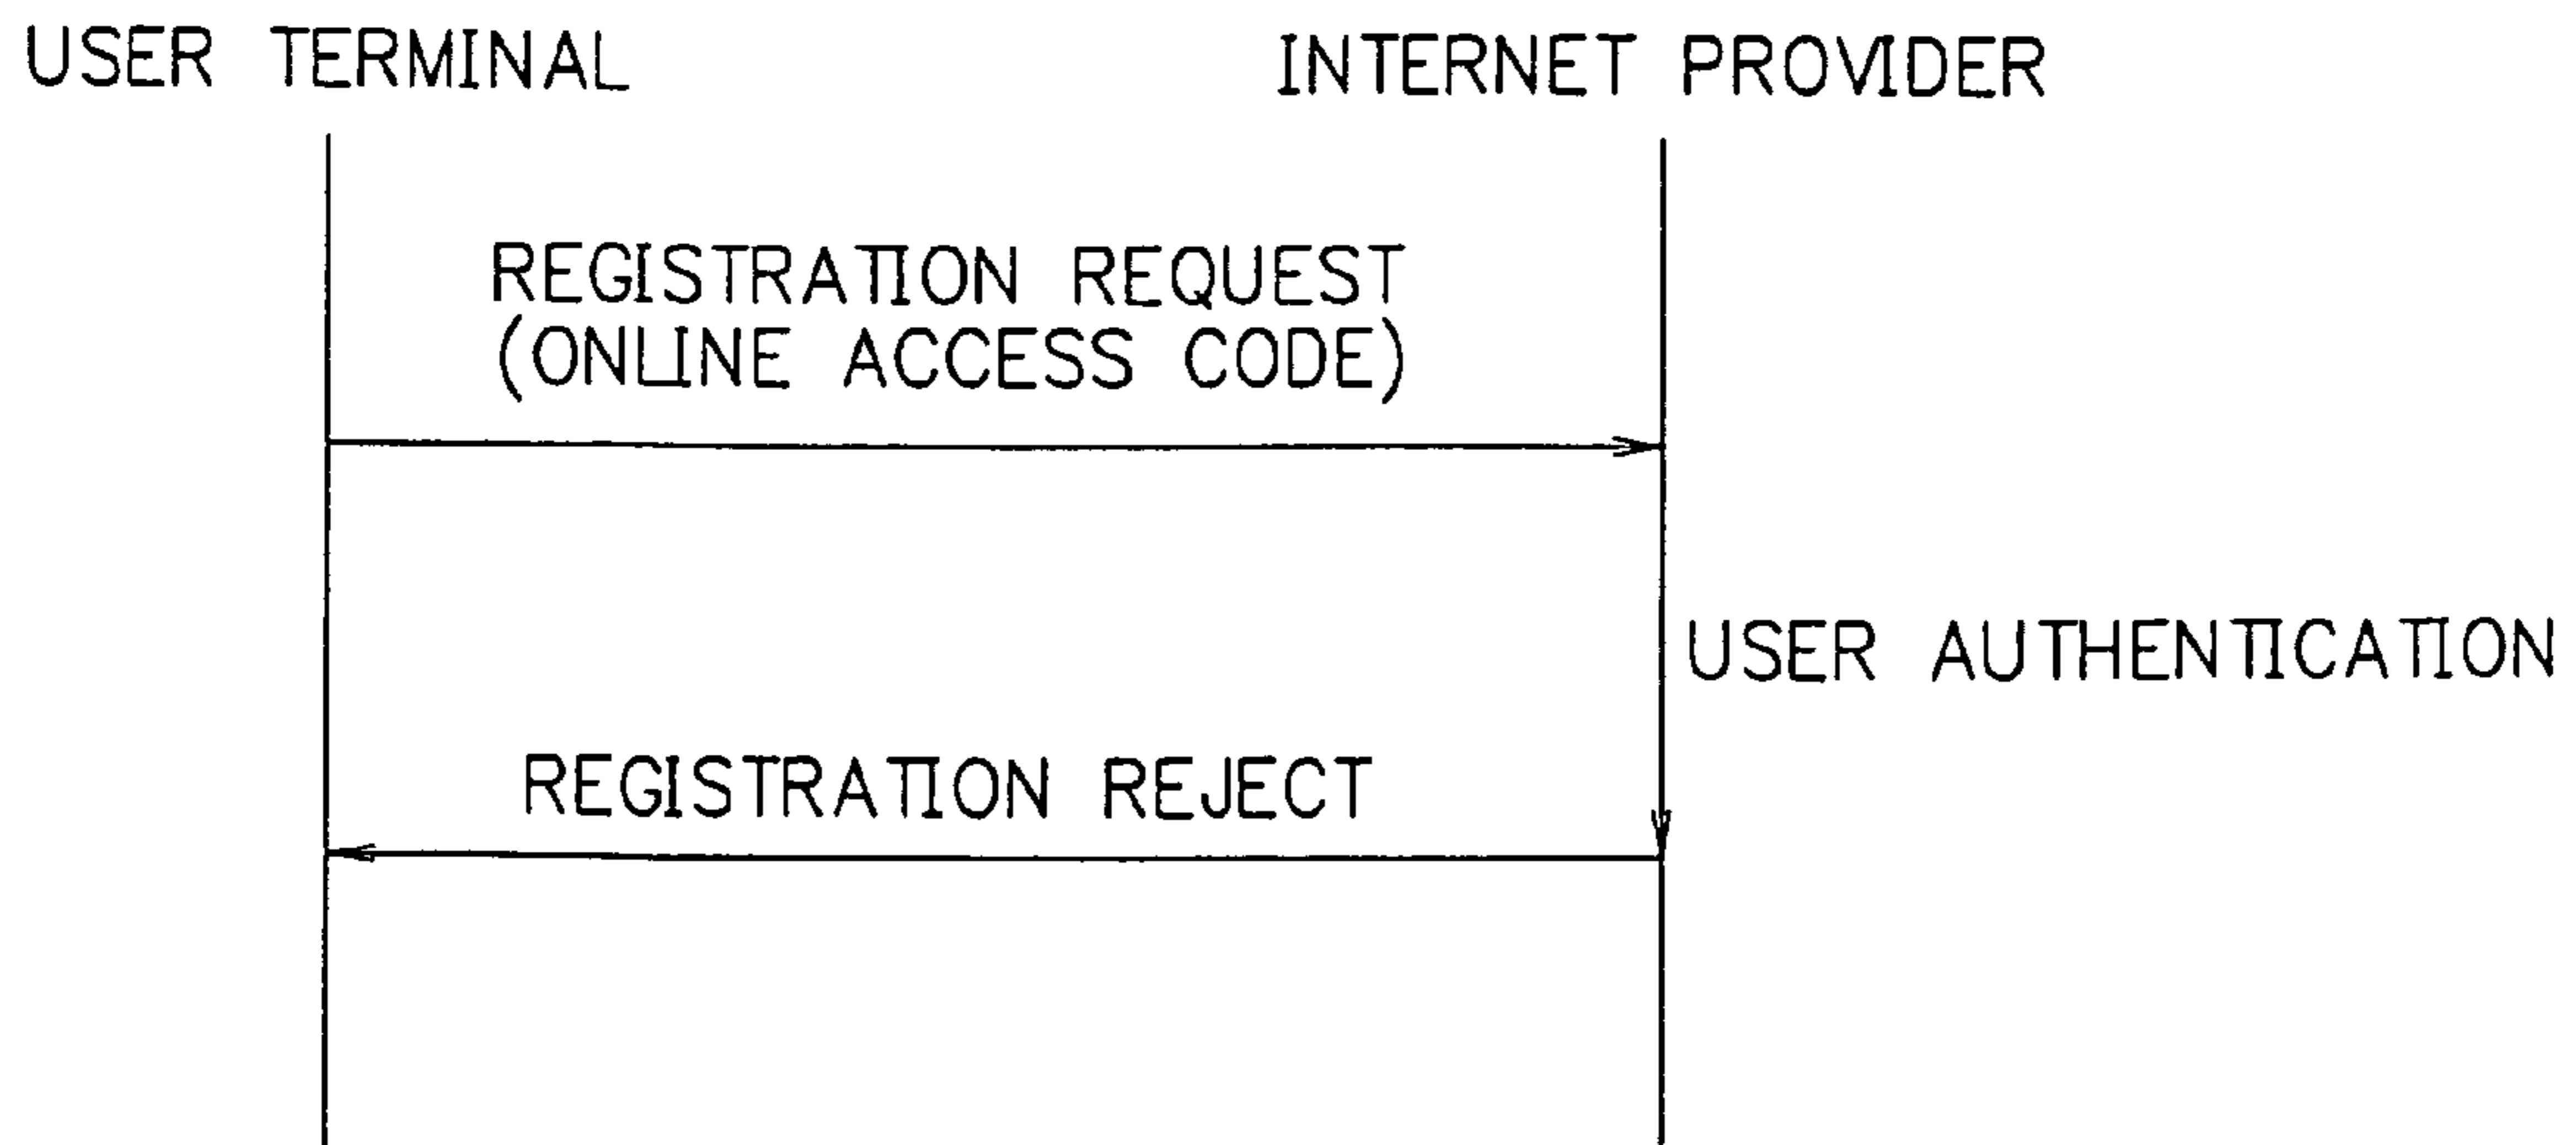 USER TERMINAL
INTERNET PROVIDER
REGISTRATION REQUEST
(ONLINE ACCESS CODE)
USER AUTHENTICATION
REGISTRATION REJECT